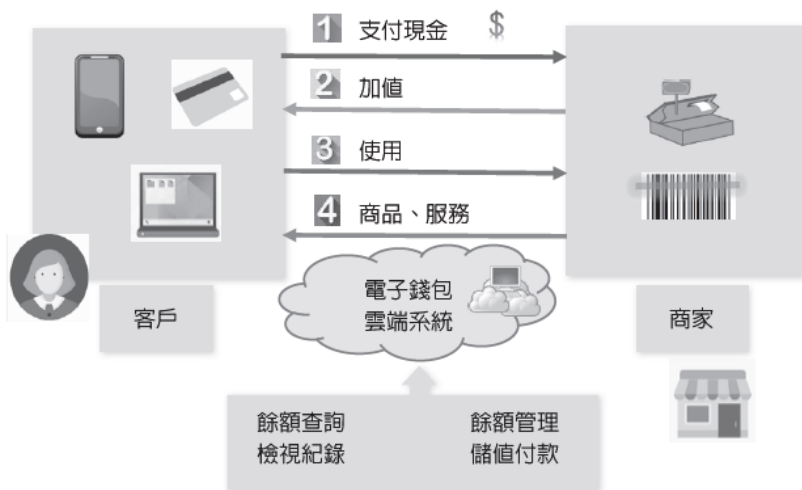 1 支付現金 $
2 加值
3 使用
4 商品、服務
電子錢包
雲端系統
客戶
商家
餘額查詢 餘額管理
檢視紀錄 儲值付款